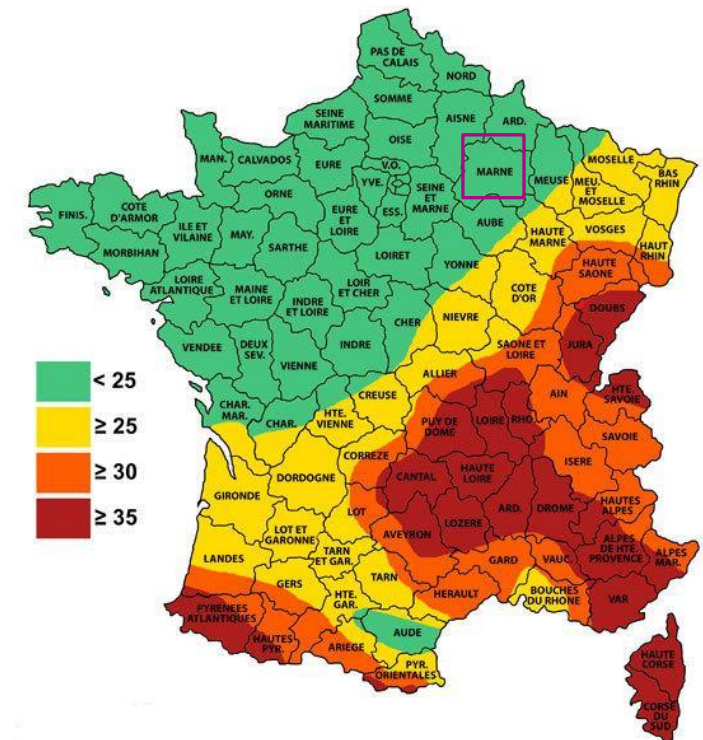 PAS DE
CALAIS
NORD
SOMME
SEINE
MARITIME
AISNE
ARD.
OISE
MAN.
CALVADOS
EURE
V.O.
MARNE
MOSELLE
BAS
RHIN
MEUSE
MEU.
ET
MOSELLE
YVE.
SEINE
ET
MARNE
ESS.
ORNE
FINIS.
COTE
D'ARMOR
ILE ET
VILAINE
MAY.
EURE
ET
LOIRE
AUBE
HAUTE
MARNE
VOSGES
HAUT
RHIN
MORBIHAN
SARTHE
LOIRET
YONNE
HAUTE
SAONE
LOIRE
ATLANTIQUE
MAINE
ET LOIRE
LOIR
ET CHER
INDRE
ET LOIRE
COTE
D'OR
DOUBS
CHER
NIEVRE
VENDEE
DEUX
SEV.
VIENNE
INDRE
SAONE ET
LOIRE
JURA
ALLIER
< 25
CREUSE
AIN
HTE.
SAVOIE
CHAR.
MAR.
CHAR.
HTE.
VIENNE
PUY DE
DOME
LOIRE
RHO.
≥ 25
SAVOIE
CORREZE
ISERE
≥ 30
DORDOGNE
CANTAL
HAUTE
LOIRE
GIRONDE
HAUTES
ALPES
≥ 35
LOT
ARD.
DROME
LOT ET
GARONNE
AVEYRON
LOZERE
ALPES
DE HTE.
PROVENCE
ALPES
MAR.
LANDES
TARN
ET GAR.
GARD
VAUC.
TARN
GERS
HTE.
GAR.
HERAULT
BOUCHES
DU RHONE
VAR
PYRENEES
ATLANTIQUES
AUDE
HAUTES
PYR.
ARIEGE
HAUTE
CORSE
PYR.
ORIENTALES
CORSE
DU
SUD